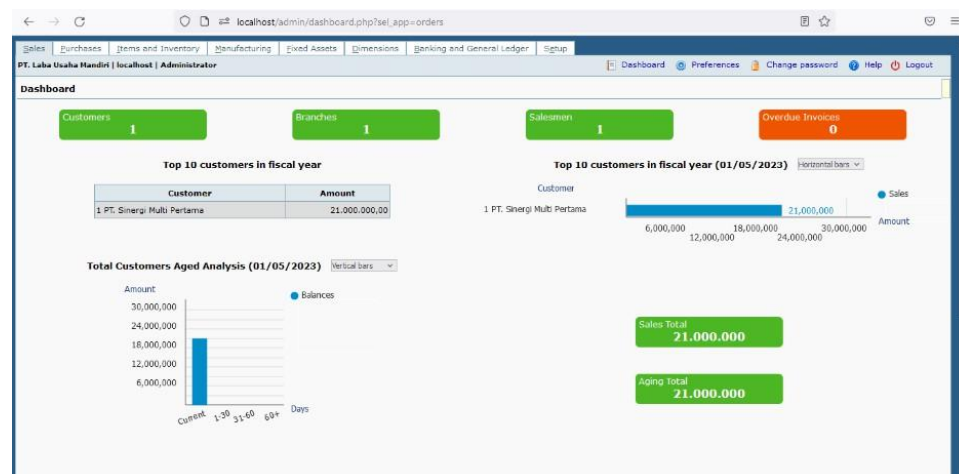 localhost/admin/dashboard.php?sel_app=orders
Sales Purchases Items and Inventory Manufacturing Fixed Assets Dimensions Banking and General Ledger Setup
PT. Laba Usaha Mandiri | localhost | Administrator
Dashboard Preferences Change password Help Logout
Dashboard
Customers
1
Branches
1
Salesmen
1
Overdue Invoices
0
Top 10 customers in fiscal year
Customer Amount
1 PT. Sinergi Multi Pertama 21.000.000,00
Top 10 customers in fiscal year (01/05/2023) Horizontal bars
Customer
Sales
1 PT. Sinergi Multi Pertama 21,000,000
Amount
6,000,000 18,000,000 30,000,000
12,000,000 24,000,000
Total Customers Aged Analysis (01/05/2023) Vertical bars
Amount
Balances
30,000,000
24,000,000
18,000,000
12,000,000
6,000,000
Current 1-30 31-60 60+ Days
Sales Total
21.000.000
Aging Total
21.000.000